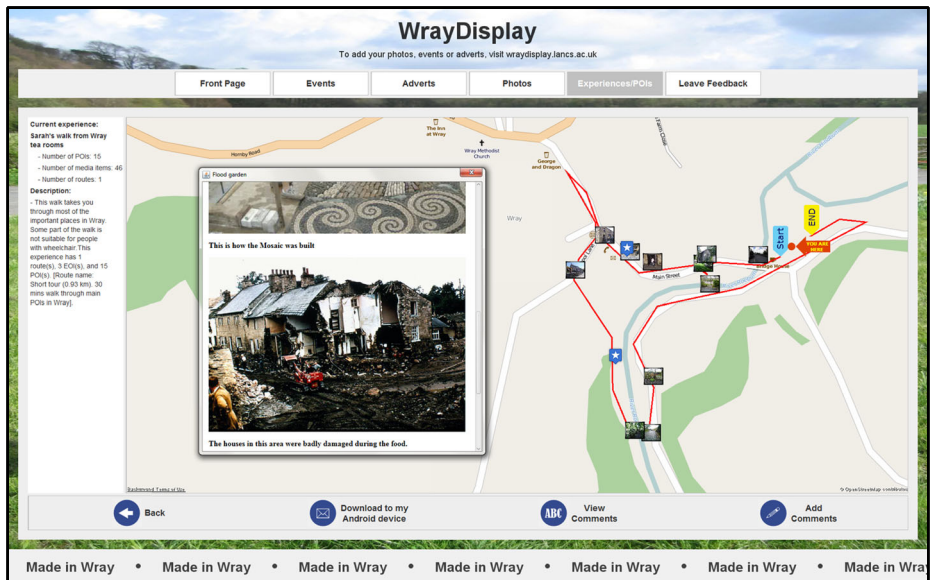 WrayDisplay
To add your photos, events or adverts, visit wraydisplay.lancs.ac.uk
Front Page
Events
Adverts
Photos
Experiences/POIs
Leave Feedback
Current experience:
Sarah's walk from Wray
tea rooms
- Number of POIs: 15
- Number of media items: 46
- Number of routes: 1
Description:
- This walk takes you
through most of the
important places in Wray.
Some part of the walk is
not suitable for people
with wheelchair. This
experience has 1
route(s), 3 EOI(s), and 15
POI(s). [Route name:
Short tour (0.93 km). 30
mins walk through main
POIs in Wray].
The Inn
at Wray
Wray Methodist
Church
George
and Dragon
Hornby Road
Wray
Main Street
Start
END
YOU ARE
HERE
Bridge House
Flood garden
This is how the Mosaic was built
The houses in this area were badly damaged during the food.
Background Terms of Use
Back
Download to my
Android device
ABC
View
Comments
Add
Comments
Made in Wray • Made in Wray • Made in Wray • Made in Wray • Made in Wray • Made in Wray • Made in Wray